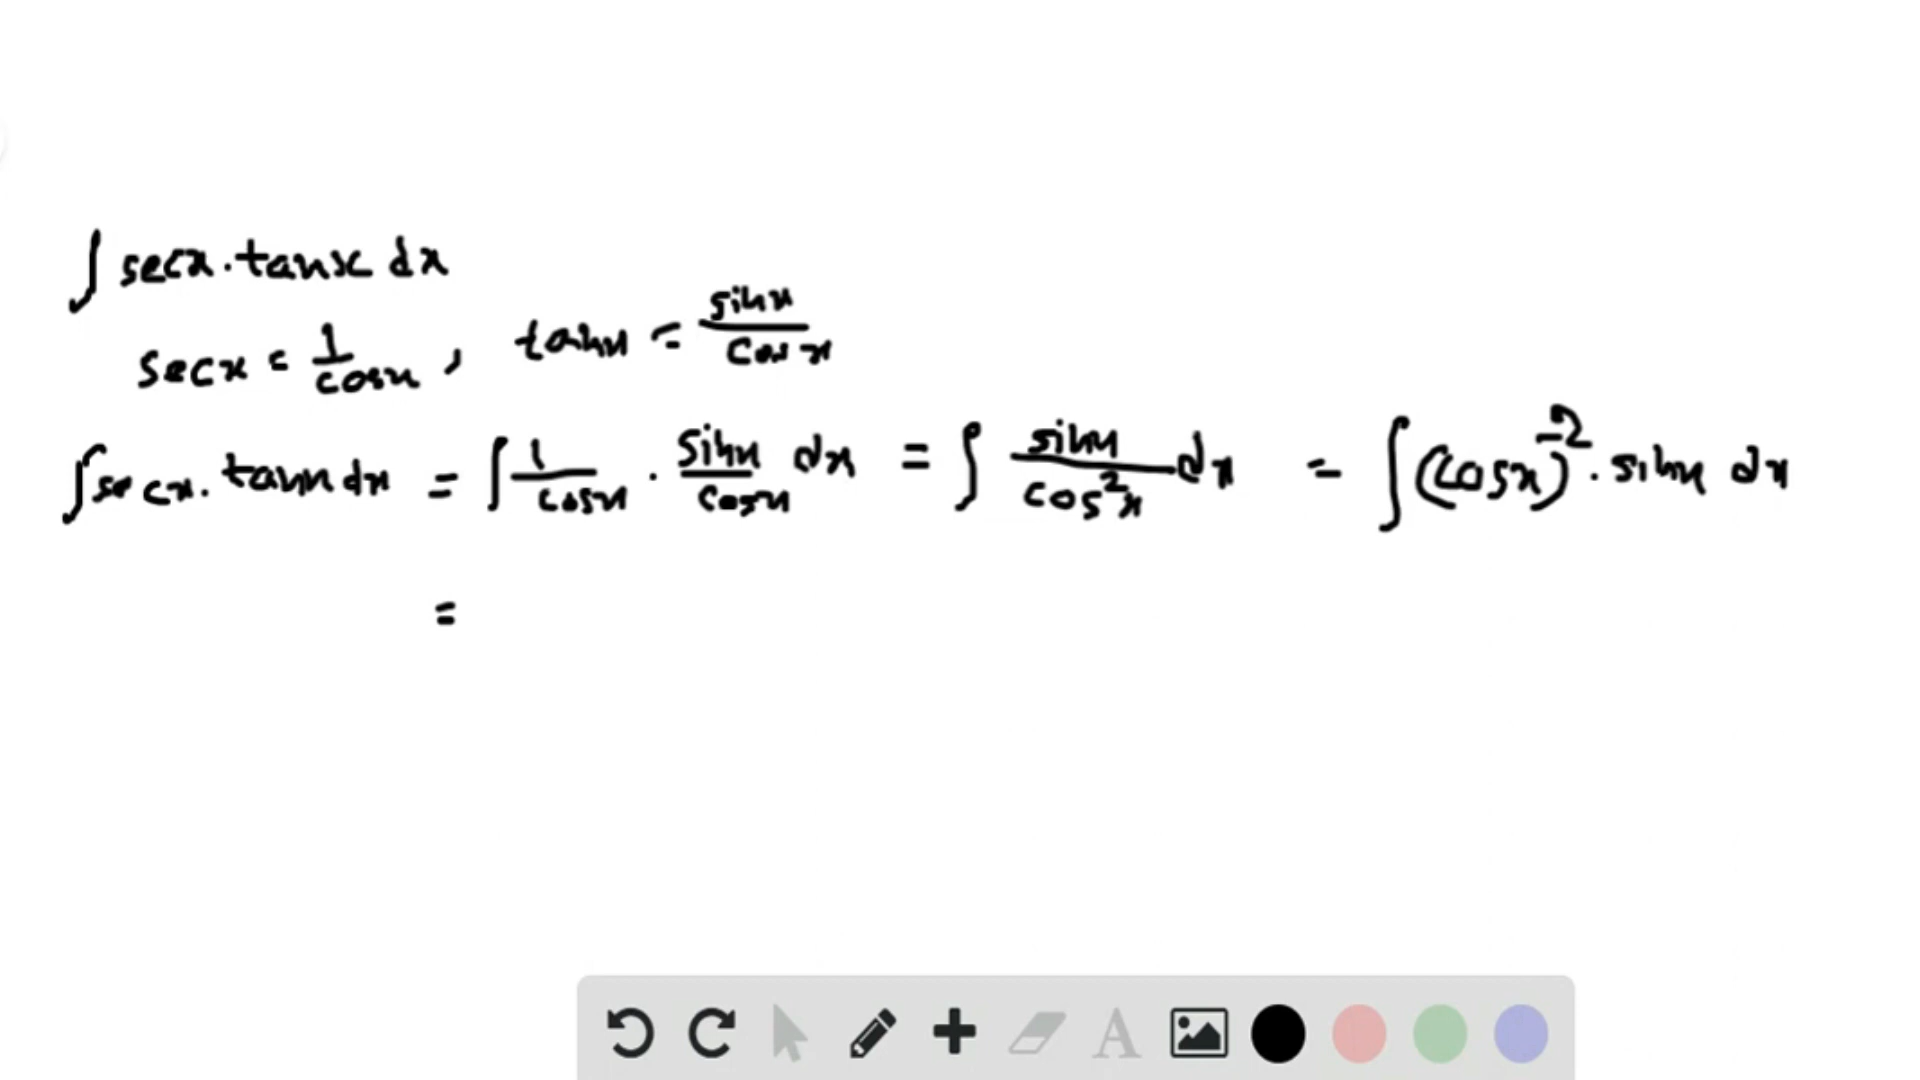 ∫ secx · tanx dx
secx = 1/cosx , tanx = sinx/cosx
∫ secx · tanx dx = ∫ 1/cosx · sinx/cosx dx = ∫ sinx/cos²x dx = ∫ (cosx)⁻² · sinx dx
=
A